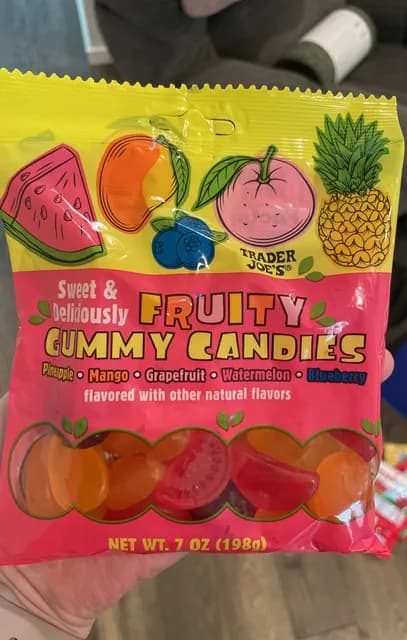 TRADER
JOE'S®
Sweet &
Deliciously
FRUITY
GUMMY CANDIES
Pineapple • Mango • Grapefruit • Watermelon • Blueberry
flavored with other natural flavors
NET WT. 7 OZ (198g)